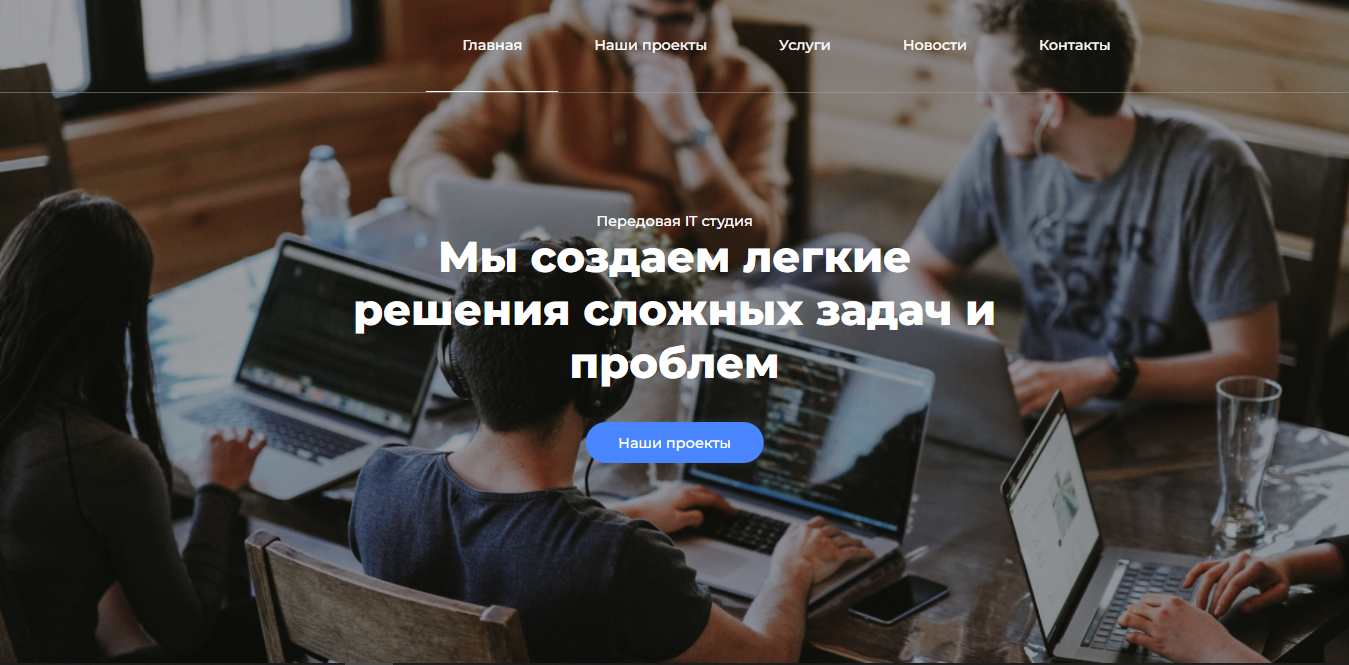 Главная Наши проекты Услуги Новости Контакты
Передовая IT студия
Мы создаем легкие
решения сложных задач и
проблем
Наши проекты